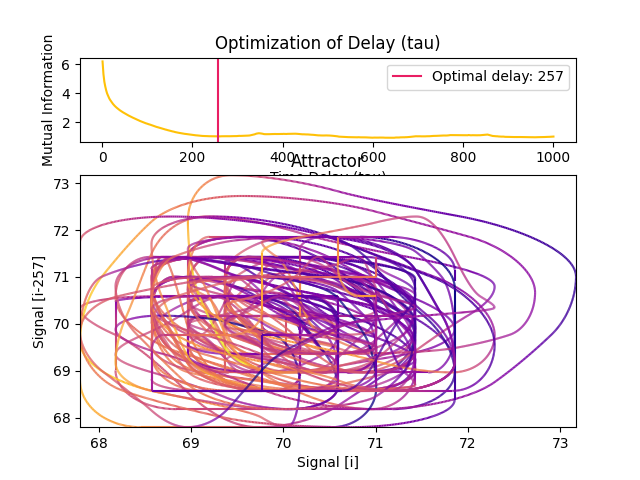 Optimization of Delay (tau)
Mutual Information
6
4
2
Optimal delay: 257
0 200 400 600 800 1000
Time Delay (tau)
Attractor
Signal [i-257]
73
72
71
70
69
68
68 69 70 71 72 73
Signal [i]